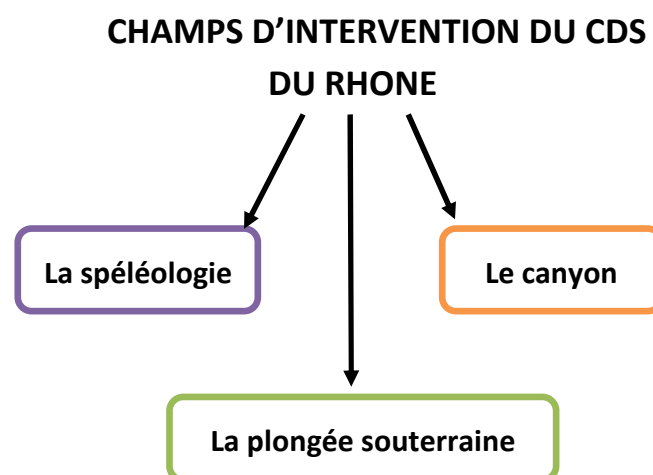 CHAMPS D’INTERVENTION DU CDS
DU RHONE
La spéléologie
Le canyon
La plongée souterraine